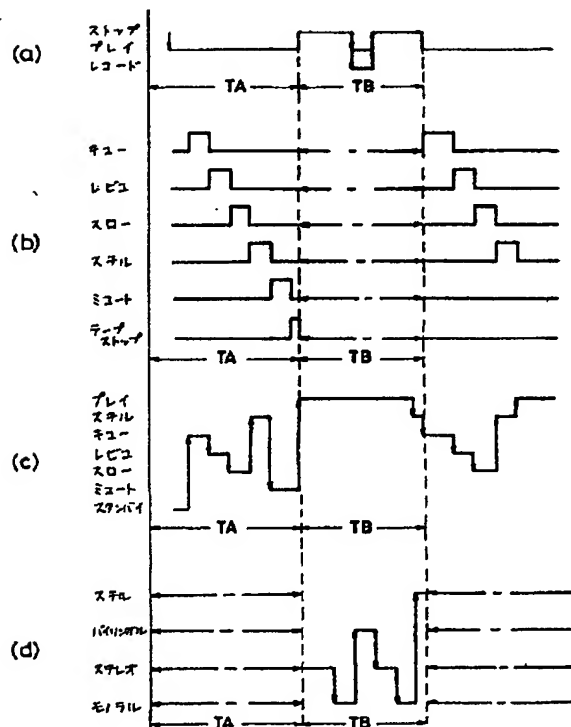 (a)
ストップ
プレイ
レコード
TA
TB
(b)
キュー
レビュ
スロー
スチル
ミュート
テープ
ストップ
TA
TB
(c)
プレイ
スチル
キュー
レビュ
スロー
ミュート
スタンバイ
TA
TB
(d)
スチル
バイリンガル
ステレオ
モノラル
TA
TB